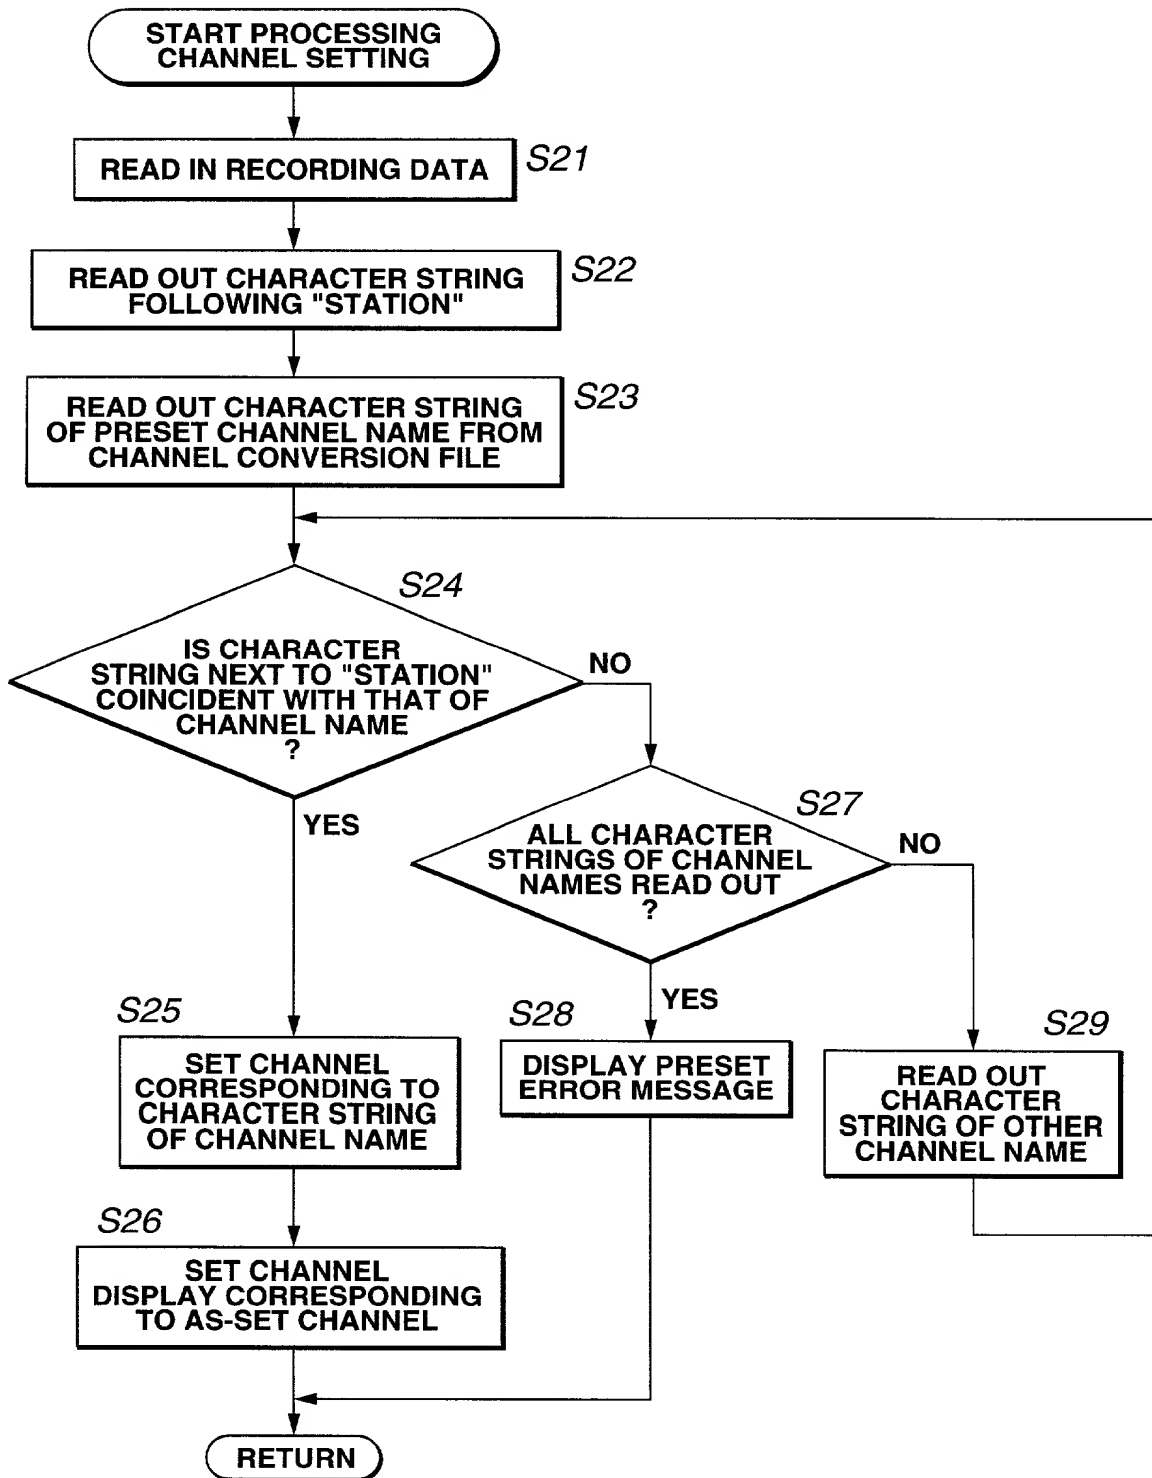 START PROCESSING
CHANNEL SETTING
READ IN RECORDING DATA
S21
READ OUT CHARACTER STRING
FOLLOWING "STATION"
S22
READ OUT CHARACTER STRING
OF PRESET CHANNEL NAME FROM
CHANNEL CONVERSION FILE
S23
S24
IS CHARACTER
STRING NEXT TO "STATION"
COINCIDENT WITH THAT OF
CHANNEL NAME
?
NO
YES
S27
ALL CHARACTER
STRINGS OF CHANNEL
NAMES READ OUT
?
NO
YES
S25
SET CHANNEL
CORRESPONDING TO
CHARACTER STRING
OF CHANNEL NAME
S28
DISPLAY PRESET
ERROR MESSAGE
S29
READ OUT
CHARACTER
STRING OF OTHER
CHANNEL NAME
S26
SET CHANNEL
DISPLAY CORRESPONDING
TO AS-SET CHANNEL
RETURN